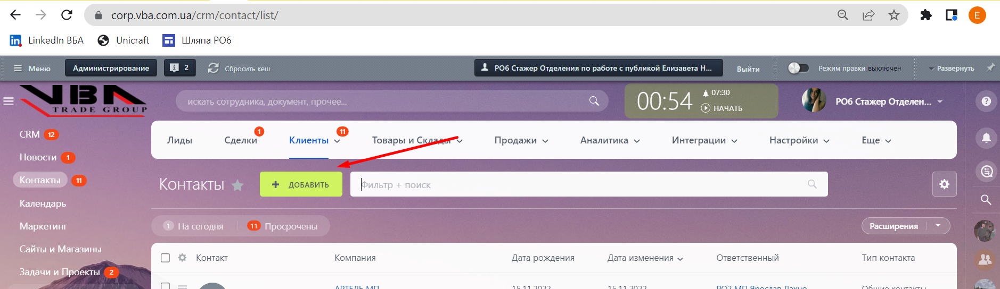 corp.vba.com.ua/crm/contact/list/
E
LinkedIn ВБА Unicraft Шляпа РО6
Меню Администрирование 2 Сбросить кеш РО6 Стажер Отделения по работе с публикой Елизавета Н... Выйти Режим правки выключен Развернуть
VBA
TRADE GROUP
искать сотрудника, документ, прочее...
00:54 07:30
НАЧАТЬ
РО6 Стажер Отделен...
CRM 12
Новости 1
Контакты 11
Календарь
Маркетинг
Сайты и Магазины
Задачи и Проекты 2
Лиды Сделки 1 Клиенты 11 Товары и Склады Продажи Аналитика Интеграции Настройки Еще
Контакты + ДОБАВИТЬ Фильтр + поиск
1 На сегодня 11 Просрочены Расширения
Контакт Компания Дата рождения Дата изменения Ответственный Тип контакта
АРТЕЛЬ МП 15.11.2022 15.11.2022 РО2 МП Ярослав Лахно Общие контакты